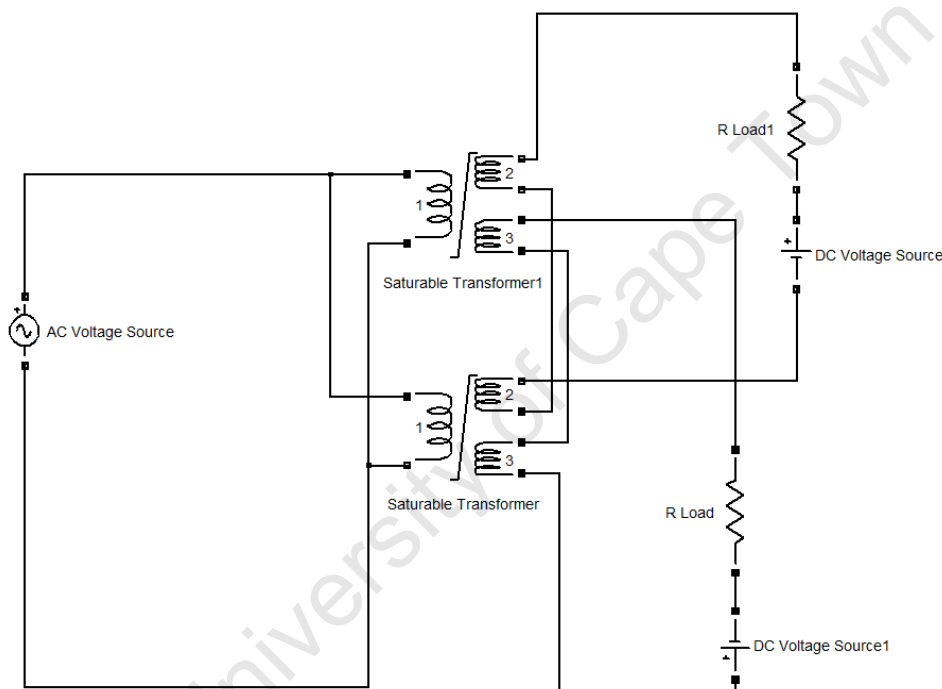 R Load1
2
1
3
DC Voltage Source
Saturable Transformer1
AC Voltage Source
2
1
3
Saturable Transformer
R Load
DC Voltage Source1
University of Cape Town